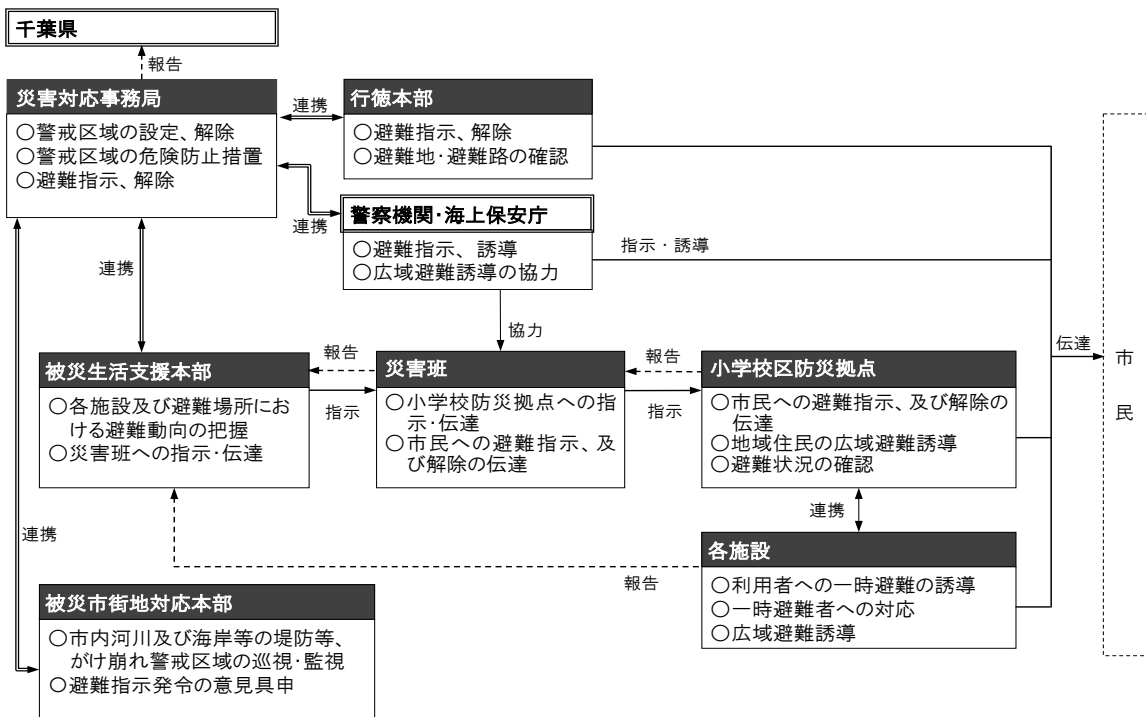 千葉県
報告
災害対応事務局
○警戒区域の設定、解除
○警戒区域の危険防止措置
○避難指示、解除
連携
行徳本部
○避難指示、解除
○避難地・避難路の確認
連携
警察機関・海上保安庁
○避難指示、誘導
○広域避難誘導の協力
指示・誘導
連携
協力
伝達
市
民
被災生活支援本部
○各施設及び避難場所にお
ける避難動向の把握
○災害班への指示・伝達
報告
指示
災害班
○小学校防災拠点への指
示・伝達
○市民への避難指示、及
び解除の伝達
報告
指示
小学校区防災拠点
○市民への避難指示、及び解除の
伝達
○地域住民の広域避難誘導
○避難状況の確認
連携
連携
報告
各施設
○利用者への一時避難の誘導
○一時避難者への対応
○広域避難誘導
被災市街地対応本部
○市内河川及び海岸等の堤防等、
がけ崩れ警戒区域の巡視・監視
○避難指示発令の意見具申